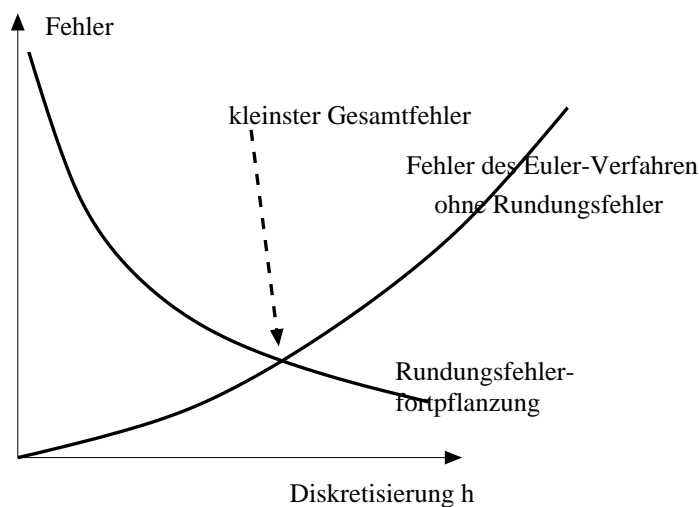 Fehler
kleinster Gesamtfehler
Fehler des Euler-Verfahren
ohne Rundungsfehler
Rundungsfehler-
fortpflanzung
Diskretisierung h